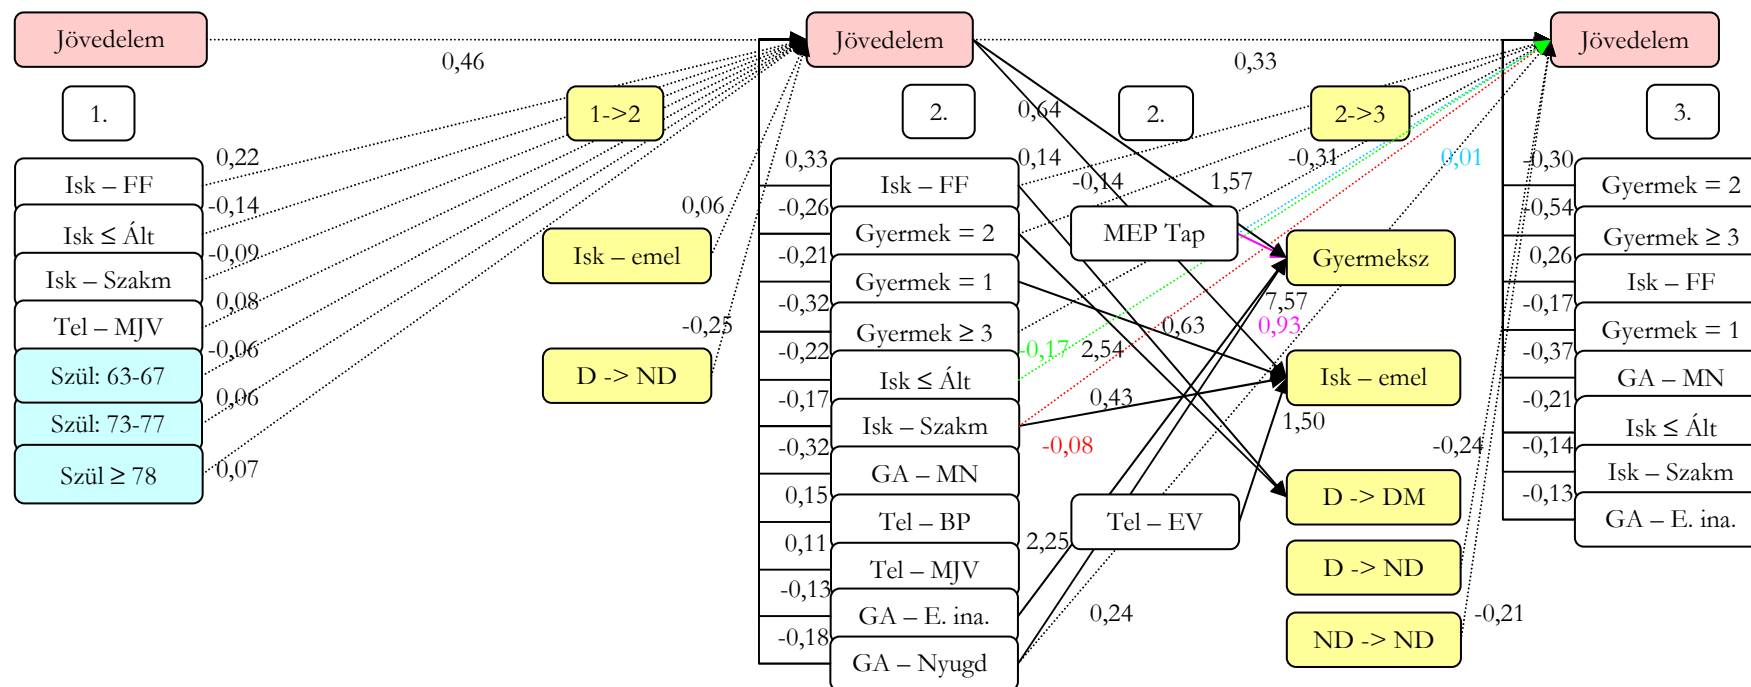 Jövedelem
Jövedelem
Jövedelem
0,46
0,33
1.
1->2
2.
2.
2->3
3.
0,64
0,22
-0,14
-0,09
0,08
-0,06
0,06
0,07
Isk – FF
Isk ≤ Ált
Isk – Szakm
Tel – MJV
Szül: 63-67
Szül: 73-77
Szül ≥ 78
0,06
Isk – emel
-0,25
D -> ND
0,33
-0,26
-0,21
-0,32
-0,22
-0,17
-0,32
0,15
0,11
-0,13
-0,18
Isk – FF
Gyermek = 2
Gyermek = 1
Gyermek ≥ 3
Isk ≤ Ált
Isk – Szakm
GA – MN
Tel – BP
Tel – MJV
GA – E. ina.
GA – Nyugd
0,14
-0,14
1,57
-0,31
0,01
MEP Tap
Gyermeksz
7,57
0,93
0,63
-0,17
2,54
Isk – emel
0,43
1,50
-0,08
-0,24
D -> DM
Tel – EV
2,25
D -> ND
0,24
-0,21
ND -> ND
-0,30
-0,54
0,26
-0,17
-0,37
-0,21
-0,14
-0,13
Gyermek = 2
Gyermek ≥ 3
Isk – FF
Gyermek = 1
GA – MN
Isk ≤ Ált
Isk – Szakm
GA – E. ina.